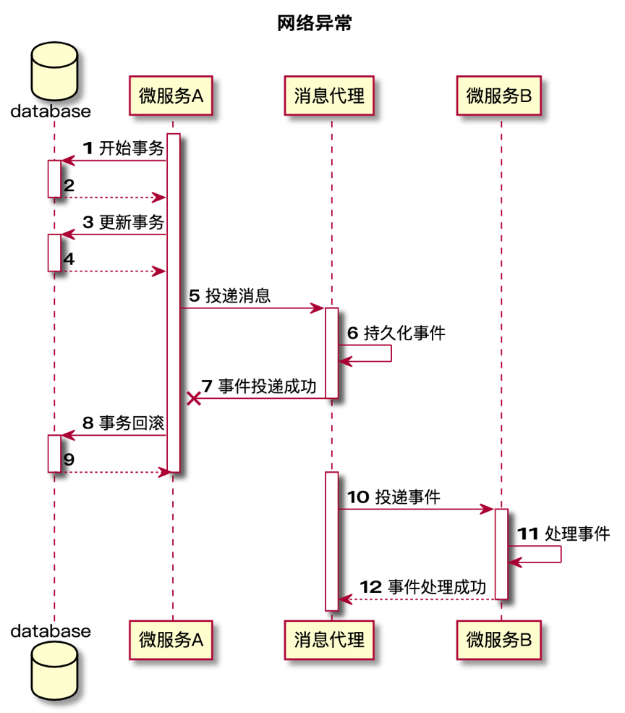 网络异常
database
微服务A
消息代理
微服务B
1 开始事务
2
3 更新事务
4
5 投递消息
6 持久化事件
7 事件投递成功
8 事务回滚
9
10 投递事件
11 处理事件
12 事件处理成功
database
微服务A
消息代理
微服务B